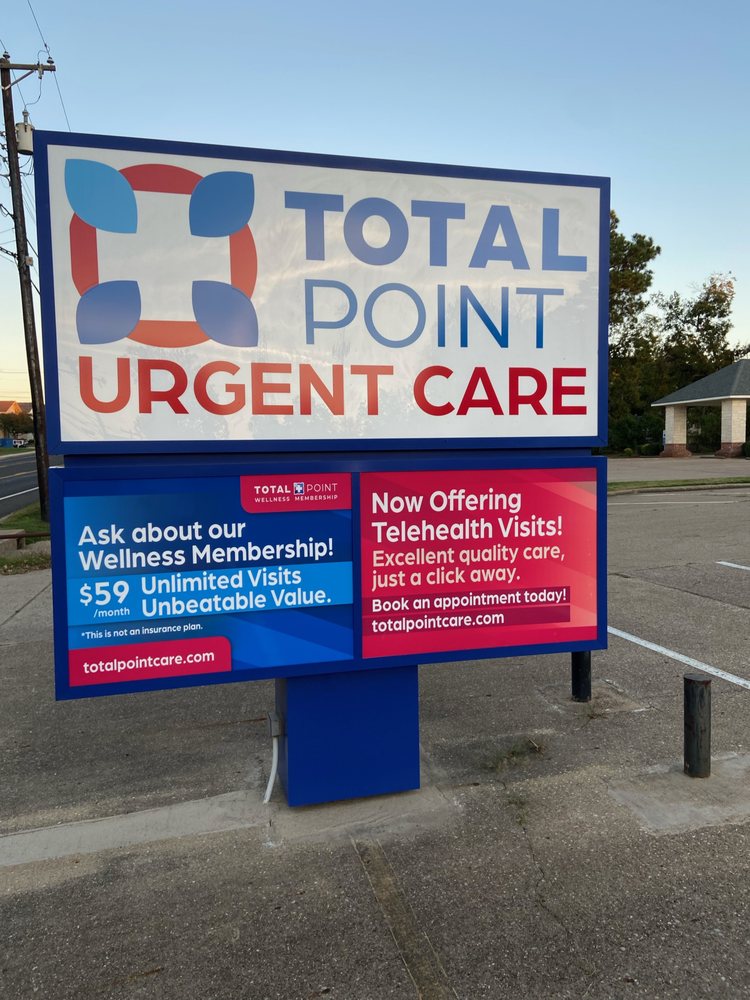 TOTAL
POINT
URGENT CARE
TOTAL POINT
WELLNESS MEMBERSHIP
Ask about our
Wellness Membership!
$59
/month
Unlimited Visits
Unbeatable Value.
*This is not an insurance plan.
totalpointcare.com
Now Offering
Telehealth Visits!
Excellent quality care,
just a click away.
Book an appointment today!
totalpointcare.com